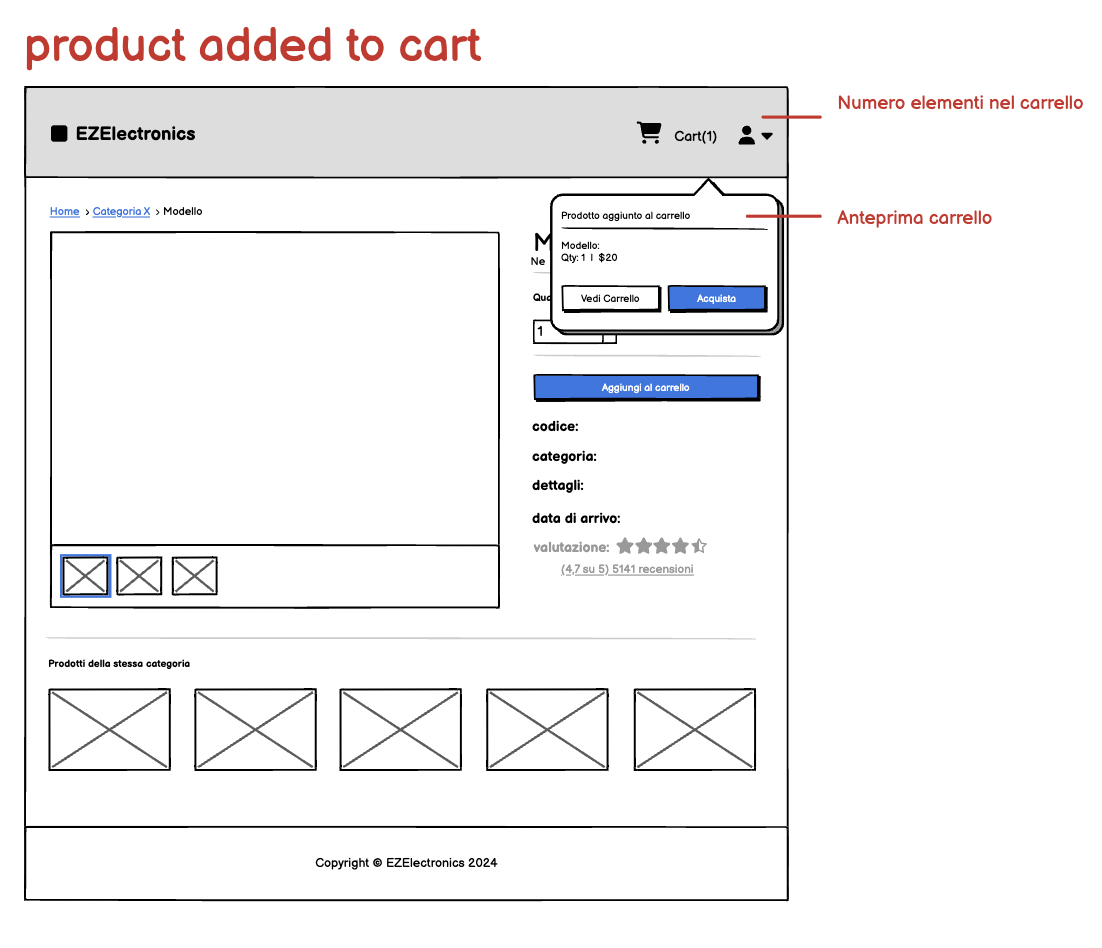 product added to cart
Numero elementi nel carrello
EZElectronics
Cart(1)
Home > Categoria X > Modello
Prodotto aggiunto al carrello
Anteprima carrello
Modello:
Qty: 1 | $20
Vedi Carrello
Acquista
1
Aggiungi al carrello
codice:
categoria:
dettagli:
data di arrivo:
valutazione:
(4,7 su 5) 5141 recensioni
Prodotti della stessa categoria
Copyright © EZElectronics 2024